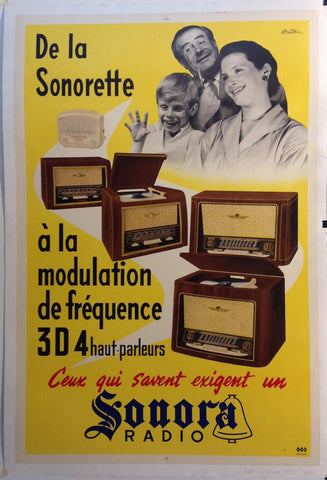 De la
Sonorette
à la
modulation
de fréquence
3D 4 haut-parleurs
Ceux qui savent exigent un
Sonora
RADIO